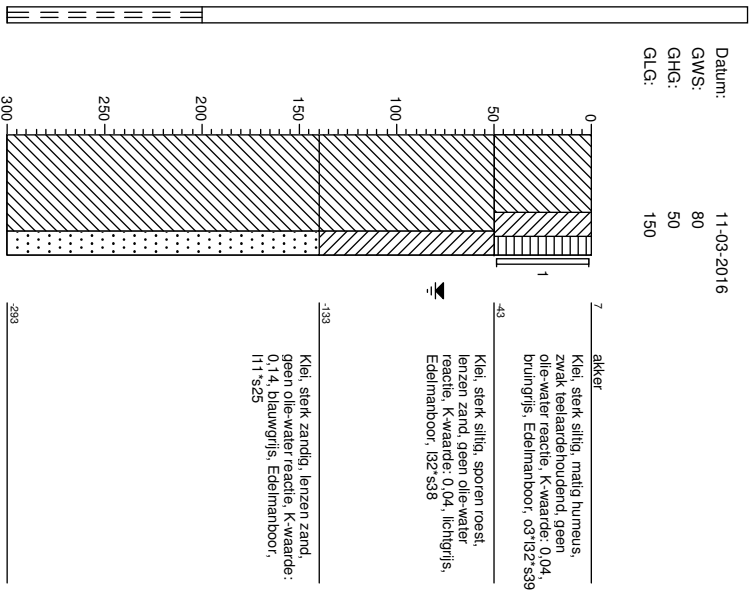 Datum: 11-03-2016
GWS: 80
GHG: 50
GLG: 150
0
50
100
150
200
250
300
1
7
akker
Klei, sterk siltig, matig humeus,
zwak teelaardehoudend, geen
olie-water reactie, K-waarde: 0,04,
bruingrijs, Edelmanboor, o3*l32*s39
-43
Klei, sterk siltig, sporen roest,
lenzen zand, geen olie-water
reactie, K-waarde: 0,04, lichtgrijs,
Edelmanboor, l32*s38
-133
Klei, sterk zandig, lenzen zand,
geen olie-water reactie, K-waarde:
0,14, blauwgrijs, Edelmanboor,
l11*s25
-293